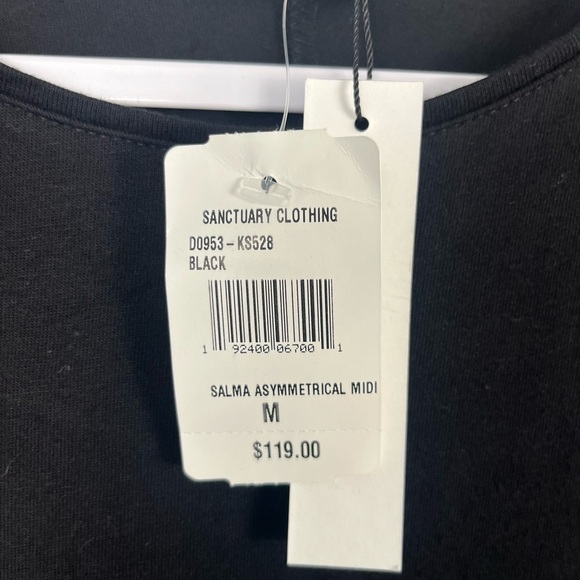 SANCTUARY CLOTHING
D0953-KS528
BLACK
1 92400 06700 1
SALMA ASYMMETRICAL MIDI
M
$119.00